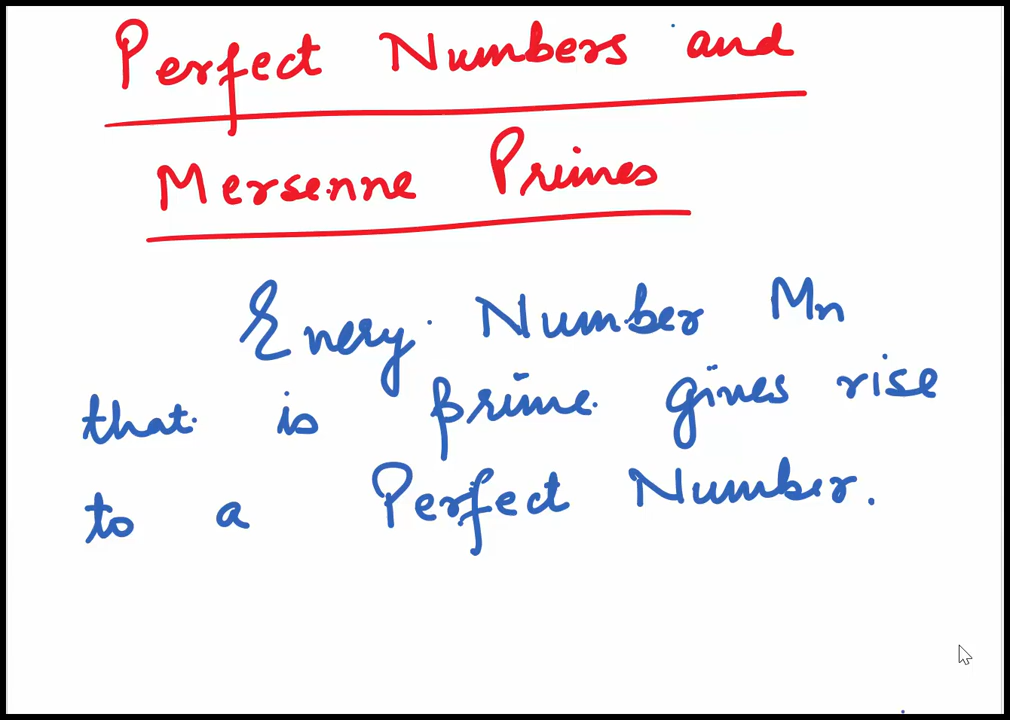 Perfect Numbers and
Mersenne Primes
Every Number Mn
that is prime gives rise
to a Perfect Number.